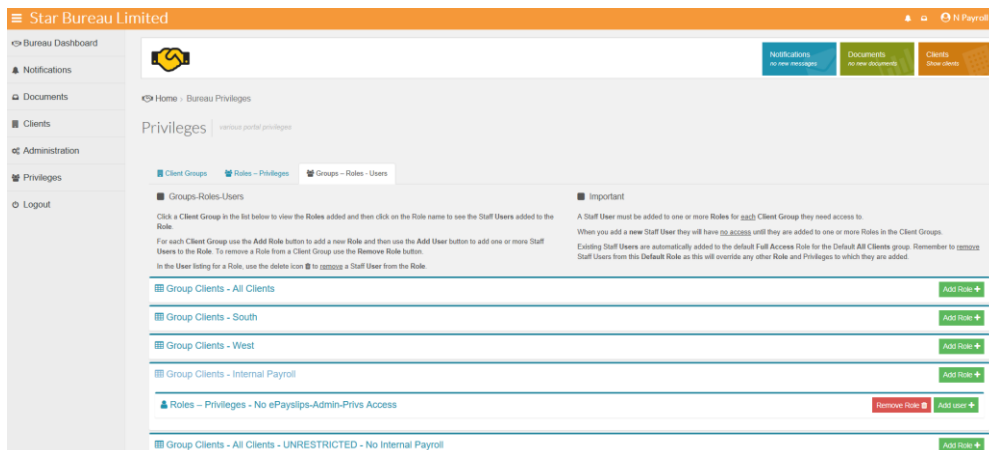 Star Bureau Limited
N Payroll
Bureau Dashboard
Notifications
Documents
Clients
Administration
Privileges
Logout
Notifications
no new messages
Documents
no new documents
Clients
Show clients
Home › Bureau Privileges
Privileges various portal privileges
Client Groups
Roles – Privileges
Groups – Roles - Users
Groups-Roles-Users
Click a Client Group in the list below to view the Roles added and then click on the Role name to see the Staff Users added to the
Role.
For each Client Group use the Add Role button to add a new Role and then use the Add User button to add one or more Staff
Users to the Role. To remove a Role from a Client Group use the Remove Role button.
In the User listing for a Role, use the delete icon to remove a Staff User from the Role.
Important
A Staff User must be added to one or more Roles for each Client Group they need access to.
When you add a new Staff User they will have no access until they are added to one or more Roles in the Client Groups.
Existing Staff Users are automatically added to the default Full Access Role for the Default All Clients group. Remember to remove
Staff Users from this Default Role as this will override any other Role and Privileges to which they are added.
Group Clients - All Clients
Add Role +
Group Clients - South
Add Role +
Group Clients - West
Add Role +
Group Clients - Internal Payroll
Add Role +
Roles – Privileges - No ePayslips-Admin-Privs Access
Remove Role
Add user +
Group Clients - All Clients - UNRESTRICTED - No Internal Payroll
Add Role +